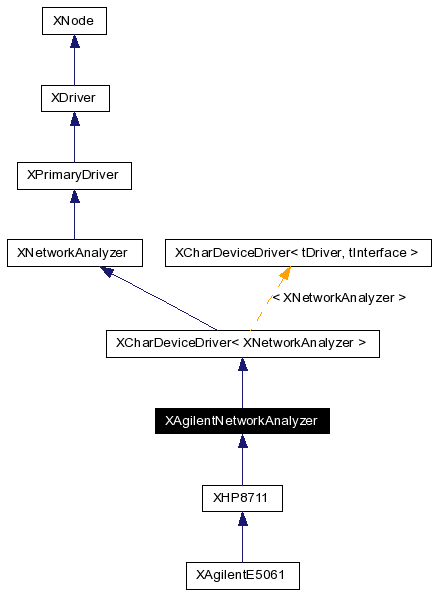 XNode
XDriver
XPrimaryDriver
XNetworkAnalyzer
XCharDeviceDriver< tDriver, tInterface >
< XNetworkAnalyzer >
XCharDeviceDriver< XNetworkAnalyzer >
XAgilentNetworkAnalyzer
XHP8711
XAgilentE5061